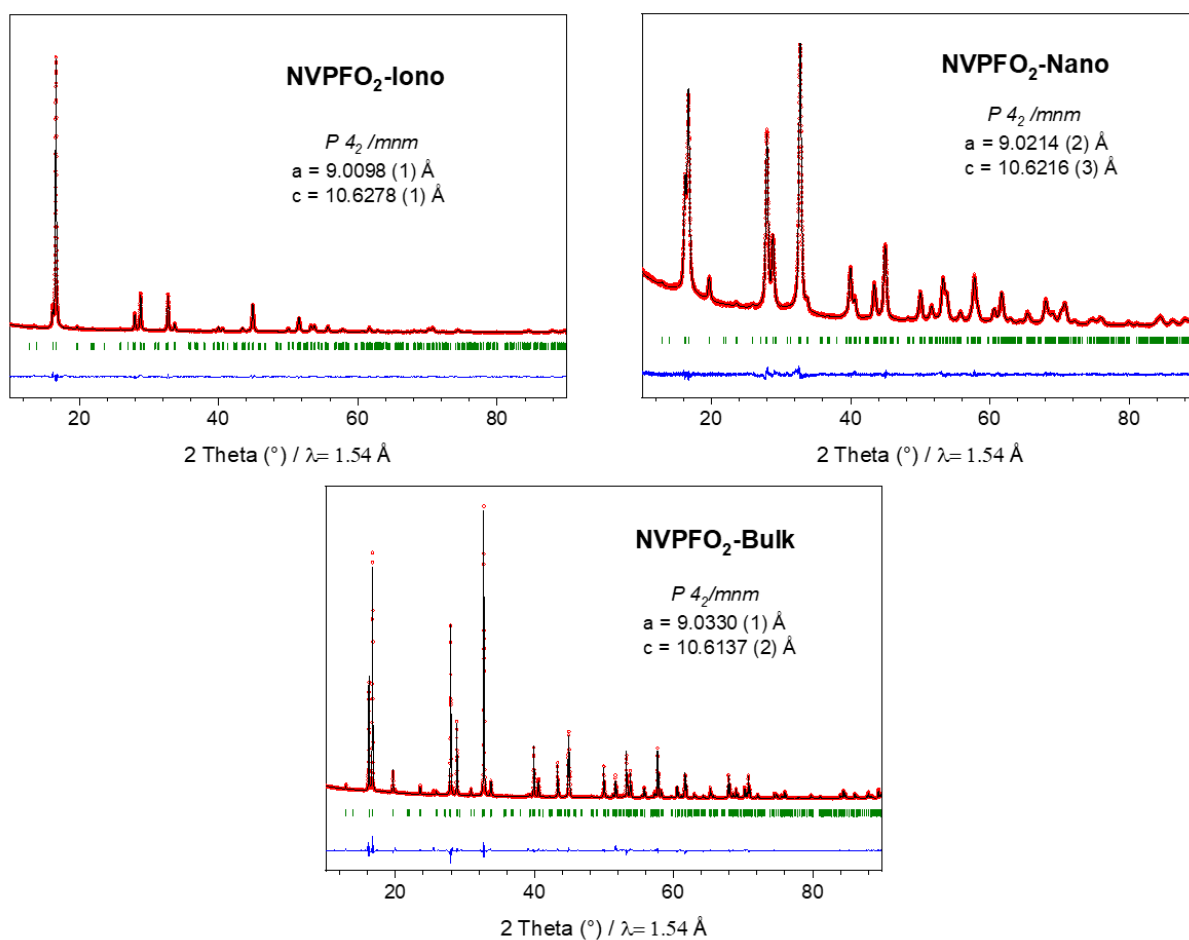 NVPFO₂-Iono
P 4₂ /mnm
a = 9.0098 (1) Å
c = 10.6278 (1) Å
20 40 60 80
2 Theta (°) / λ= 1.54 Å
NVPFO₂-Nano
P 4₂ /mnm
a = 9.0214 (2) Å
c = 10.6216 (3) Å
20 40 60 80
2 Theta (°) / λ= 1.54 Å
NVPFO₂-Bulk
P 4₂/mnm
a = 9.0330 (1) Å
c = 10.6137 (2) Å
20 40 60 80
2 Theta (°) / λ= 1.54 Å